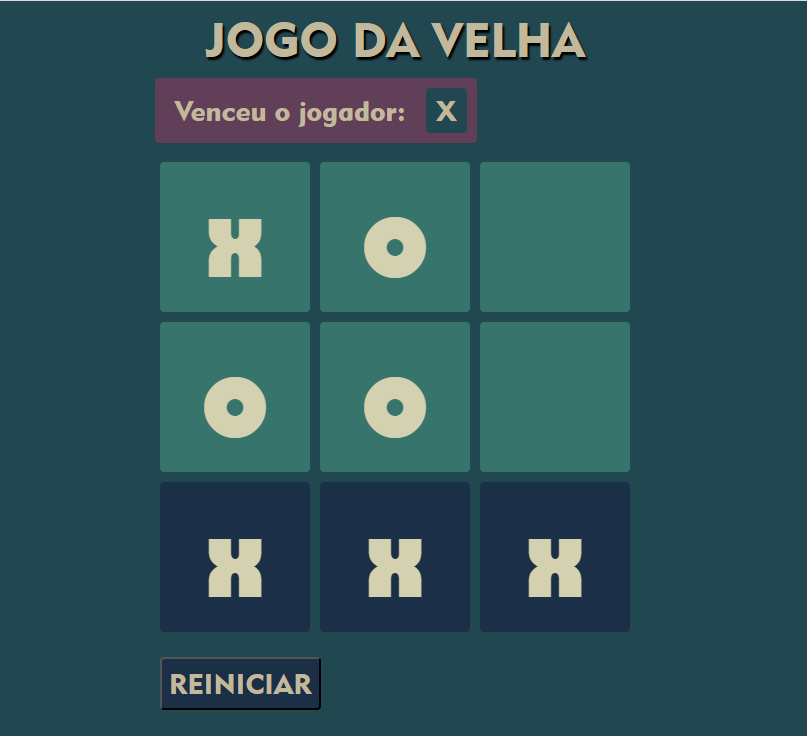 JOGO DA VELHA
Venceu o jogador: X
X O
O O
X X X
REINICIAR